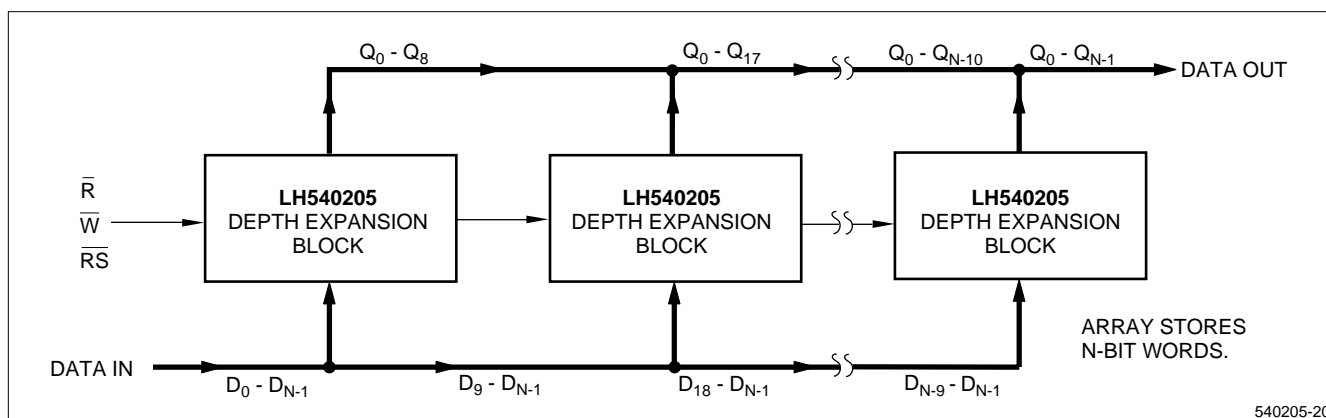 Q0 - Q8
Q0 - Q17
Q0 - QN-10
Q0 - QN-1
DATA OUT
R̅
W̅
R̅S̅
LH540205
DEPTH EXPANSION
BLOCK
LH540205
DEPTH EXPANSION
BLOCK
LH540205
DEPTH EXPANSION
BLOCK
ARRAY STORES
N-BIT WORDS.
DATA IN
D0 - DN-1
D9 - DN-1
D18 - DN-1
DN-9 - DN-1
540205-20